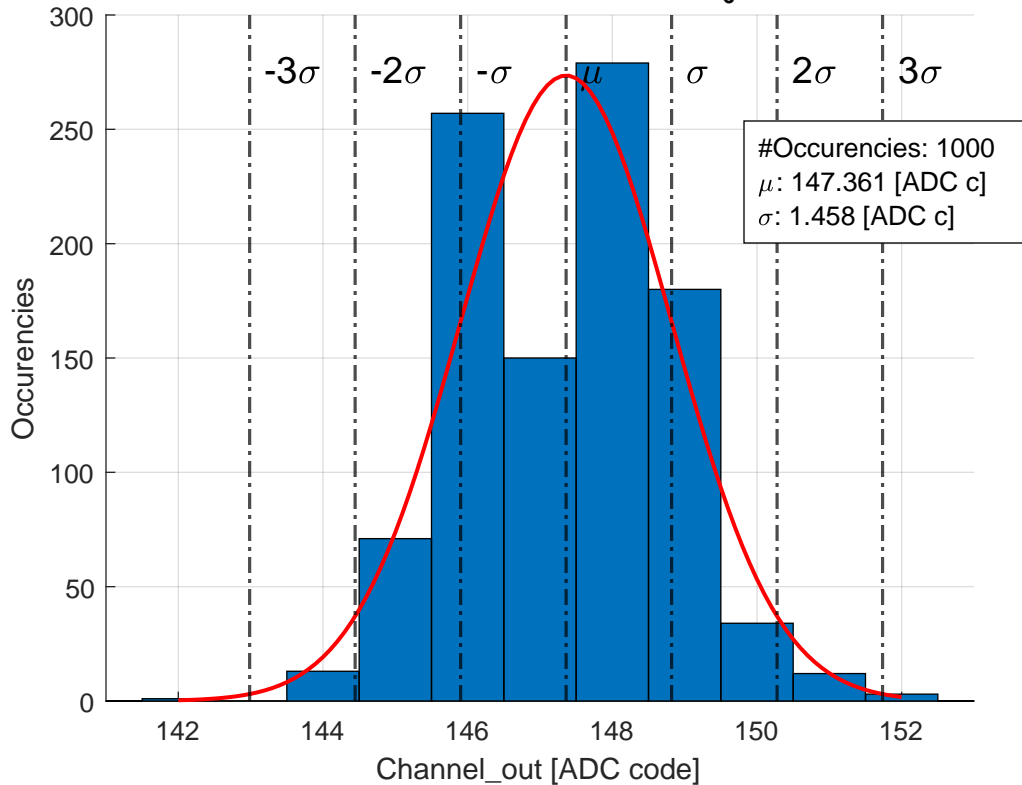 300
250
200
150
100
50
0
Occurencies
-3σ
-2σ
-σ
μ
σ
2σ
3σ
#Occurencies: 1000
μ: 147.361 [ADC c]
σ: 1.458 [ADC c]
142
144
146
148
150
152
Channel_out [ADC code]